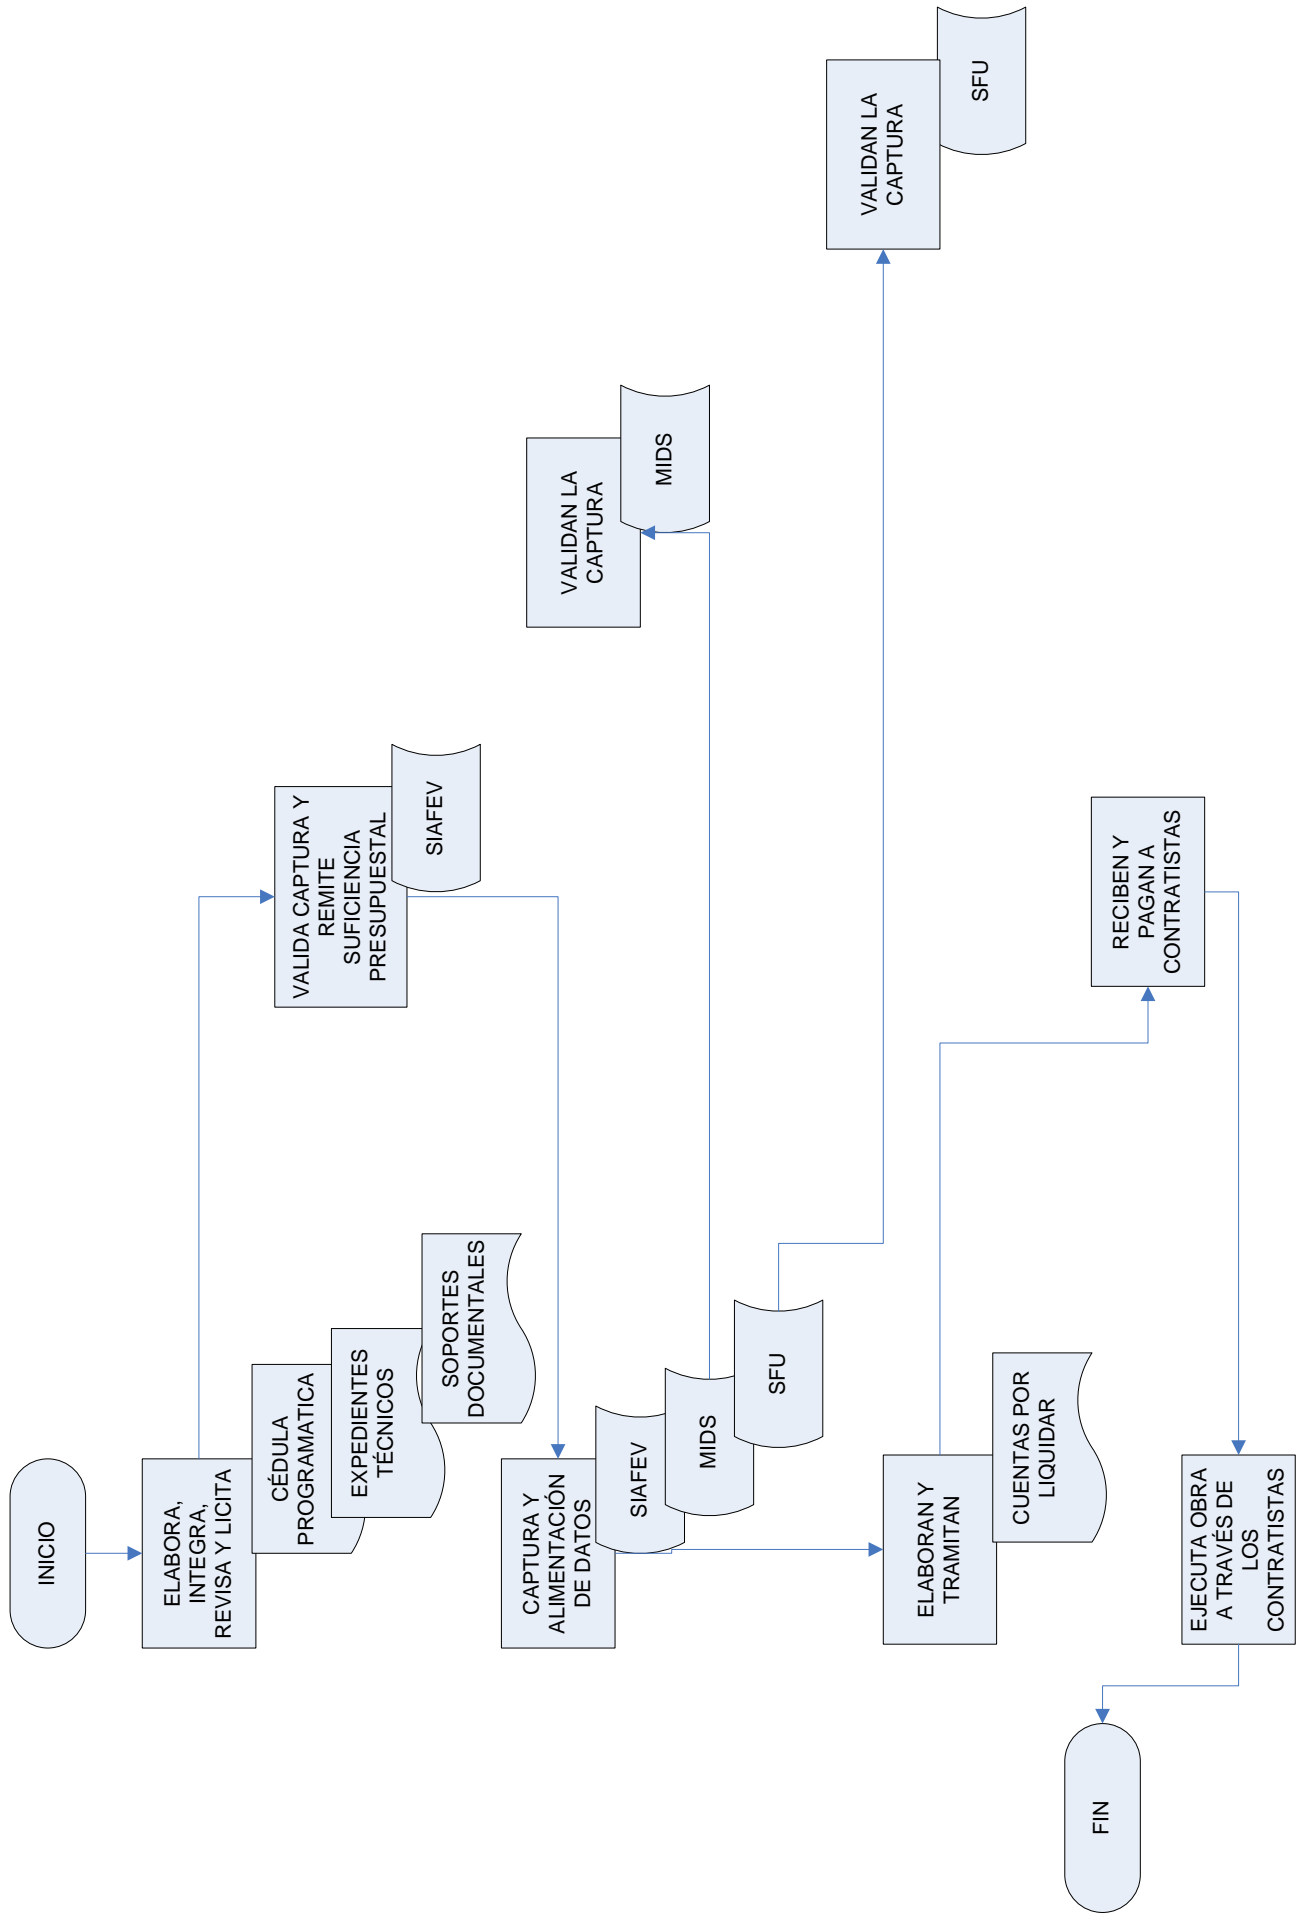 INICIO
ELABORA,
INTEGRA,
REVISA Y LICITA
CÉDULA
PROGRAMATICA
EXPEDIENTES
TÉCNICOS
SOPORTES
DOCUMENTALES
VALIDA CAPTURA Y
REMITE
SUFICIENCIA
PRESUPUESTAL
SIAFEV
CAPTURA Y
ALIMENTACIÓN
DE DATOS
SIAFEV
MIDS
SFU
VALIDAN LA
CAPTURA
MIDS
VALIDAN LA
CAPTURA
SFU
ELABORAN Y
TRAMITAN
CUENTAS POR
LIQUIDAR
RECIBEN Y
PAGAN A
CONTRATISTAS
EJECUTA OBRA
A TRAVÉS DE
LOS
CONTRATISTAS
FIN